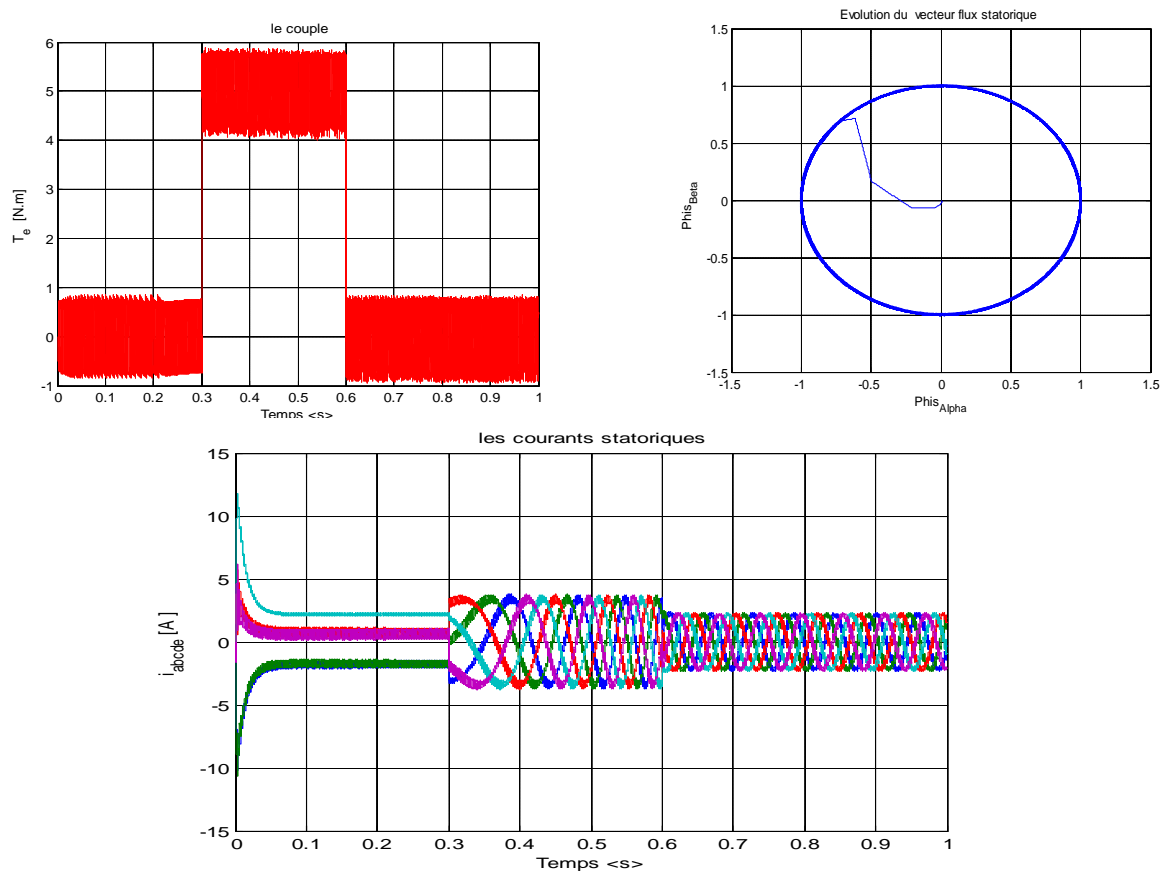 le couple
6
5
4
3
2
1
0
-1
T_e [N.m]
0 0.1 0.2 0.3 0.4 0.5 0.6 0.7 0.8 0.9 1
Temps <s>
Evolution du vecteur flux statorique
1.5
1
0.5
0
-0.5
-1
-1.5
Phis_Beta
-1.5 -1 -0.5 0 0.5 1 1.5
Phis_Alpha
les courants statoriques
15
10
5
0
-5
-10
-15
i_abcde [A]
0 0.1 0.2 0.3 0.4 0.5 0.6 0.7 0.8 0.9 1
Temps <s>